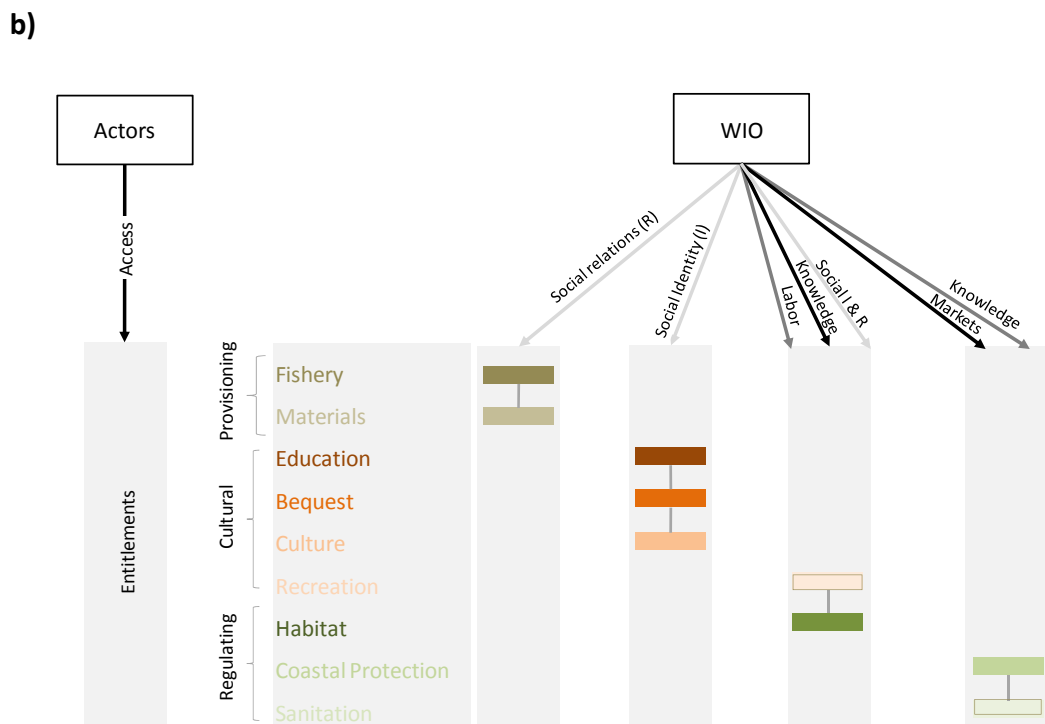 b)
Actors
WIO
Access
Social relations (R)
Social Identity (I)
Labor
Knowledge
Social I & R
Markets
Knowledge
Entitlements
Provisioning
Fishery
Materials
Cultural
Education
Bequest
Culture
Recreation
Regulating
Habitat
Coastal Protection
Sanitation